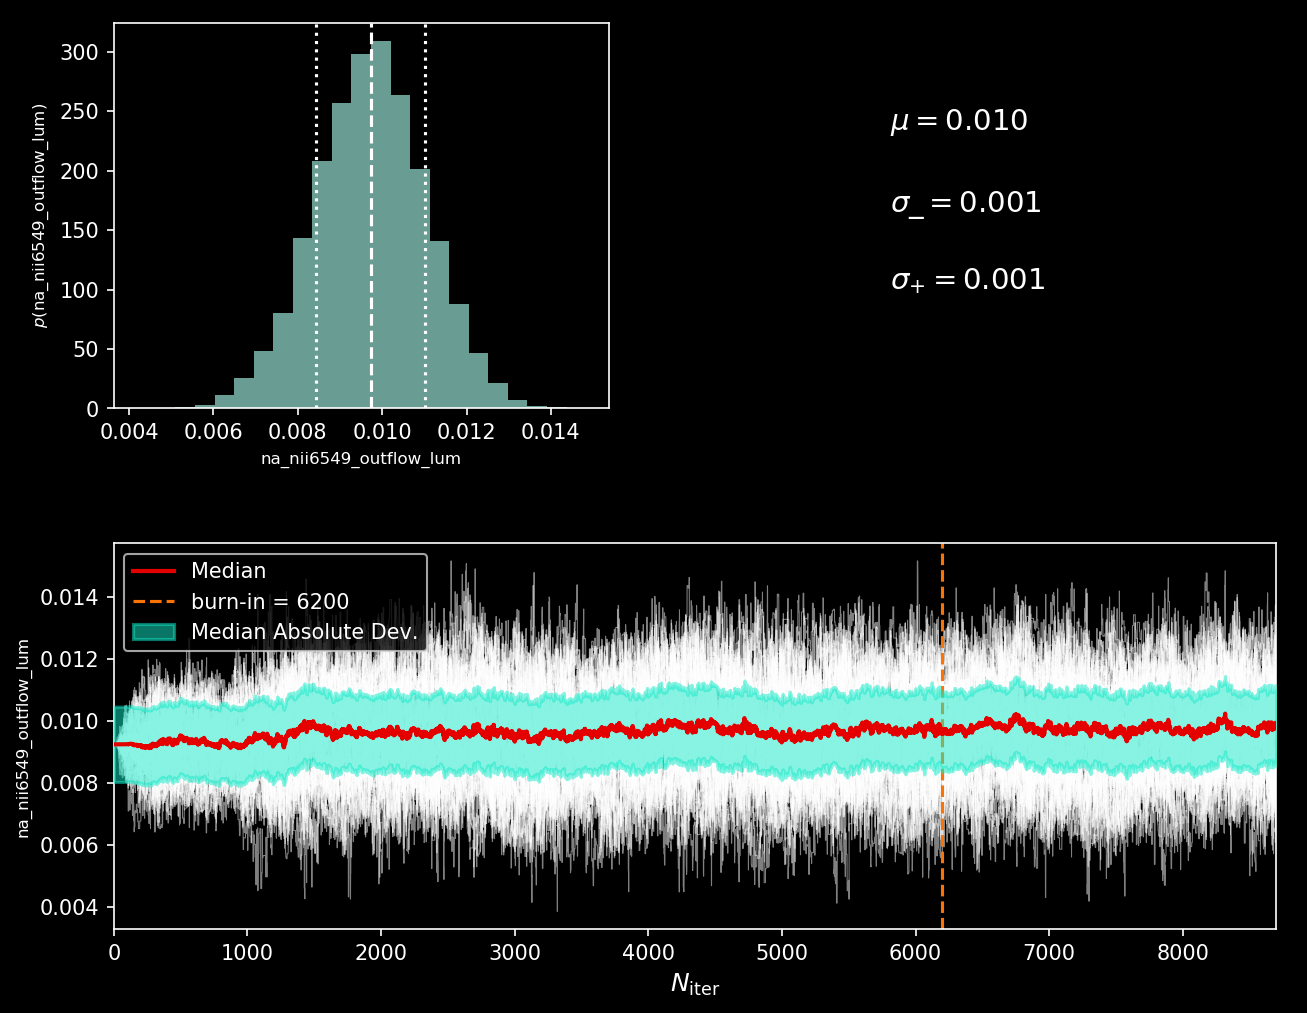 300
250
200
150
100
50
0
p(na_nii6549_outflow_lum)
0.004 0.006 0.008 0.010 0.012 0.014
na_nii6549_outflow_lum
μ = 0.010
σ₋ = 0.001
σ₊ = 0.001
Median
burn-in = 6200
Median Absolute Dev.
0.014
0.012
0.010
0.008
0.006
0.004
na_nii6549_outflow_lum
0 1000 2000 3000 4000 5000 6000 7000 8000
N_iter